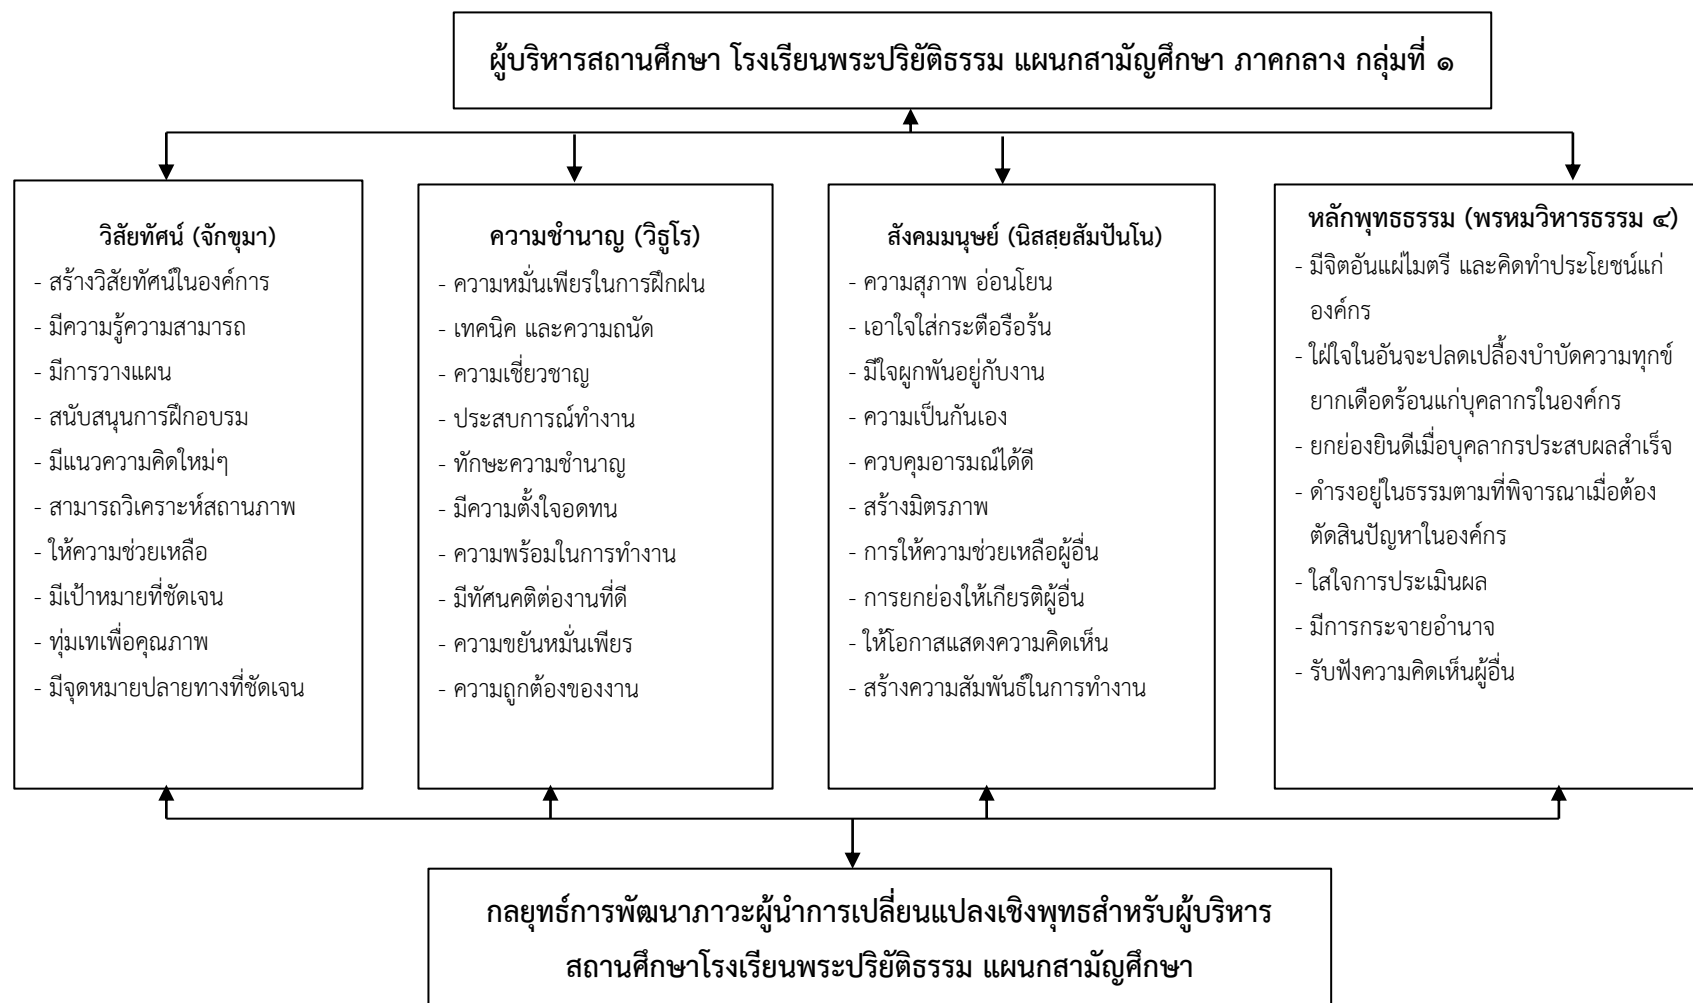 ผู้บริหารสถานศึกษา โรงเรียนพระปริยัติธรรม แผนกสามัญศึกษา ภาคกลาง กลุ่มที่ ๑
วิสัยทัศน์ (จักขุมา)
- สร้างวิสัยทัศน์ในองค์การ
- มีความรู้ความสามารถ
- มีการวางแผน
- สนับสนุนการฝึกอบรม
- มีแนวความคิดใหม่ๆ
- สามารถวิเคราะห์สถานภาพ
- ให้ความช่วยเหลือ
- มีเป้าหมายที่ชัดเจน
- ทุ่มเทเพื่อคุณภาพ
- มีจุดหมายปลายทางที่ชัดเจน
ความชำนาญ (วิธูโร)
- ความหมั่นเพียรในการฝึกฝน
- เทคนิค และความถนัด
- ความเชี่ยวชาญ
- ประสบการณ์ทำงาน
- ทักษะความชำนาญ
- มีความตั้งใจอดทน
- ความพร้อมในการทำงาน
- มีทัศนคติต่องานที่ดี
- ความขยันหมั่นเพียร
- ความถูกต้องของงาน
สังคมมนุษย์ (นิสสฺยสัมปันโน)
- ความสุภาพ อ่อนโยน
- เอาใจใส่กระตือรือร้น
- มีใจผูกพันอยู่กับงาน
- ความเป็นกันเอง
- ควบคุมอารมณ์ได้ดี
- สร้างมิตรภาพ
- การให้ความช่วยเหลือผู้อื่น
- การยกย่องให้เกียรติผู้อื่น
- ให้โอกาสแสดงความคิดเห็น
- สร้างความสัมพันธ์ในการทำงาน
หลักพุทธธรรม (พรหมวิหารธรรม ๔)
- มีจิตอันแผ่ไมตรี และคิดทำประโยชน์แก่
องค์กร
- ใฝ่ใจในอันจะปลดเปลื้องบำบัดความทุกข์
ยากเดือดร้อนแก่บุคลากรในองค์กร
- ยกย่องยินดีเมื่อบุคลากรประสบผลสำเร็จ
- ดำรงอยู่ในธรรมตามที่พิจารณาเมื่อต้อง
ตัดสินปัญหาในองค์กร
- ใส่ใจการประเมินผล
- มีการกระจายอำนาจ
- รับฟังความคิดเห็นผู้อื่น
กลยุทธ์การพัฒนาภาวะผู้นำการเปลี่ยนแปลงเชิงพุทธสำหรับผู้บริหาร
สถานศึกษาโรงเรียนพระปริยัติธรรม แผนกสามัญศึกษา